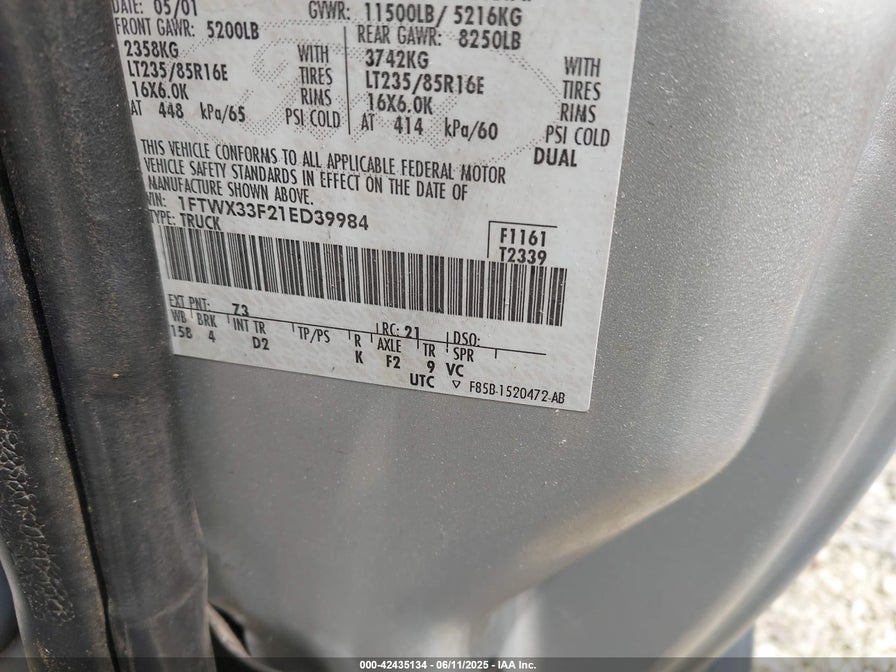 DATE: 05/01 GVWR: 11500LB/ 5216KG
FRONT GAWR: 5200LB REAR GAWR: 8250LB
2358KG WITH 3742KG WITH
LT235/85R16E TIRES LT235/85R16E TIRES
16X6.0K RIMS 16X6.0K RIMS
AT 448 kPa/65 PSI COLD AT 414 kPa/60 PSI COLD
DUAL
THIS VEHICLE CONFORMS TO ALL APPLICABLE FEDERAL MOTOR
VEHICLE SAFETY STANDARDS IN EFFECT ON THE DATE OF
MANUFACTURE SHOWN ABOVE.
VIN: 1FTWX33F21ED39984
TYPE: TRUCK
F1161
T2339
EXT PNT: 73 RC: 21 DSO:
WB BRK INT TR TP/PS R AXLE TR SPR
158 4 D2 K F2 9 VC
UTC ▽ F85B-1520472-AB
000-42435134 - 06/11/2025 - IAA Inc.